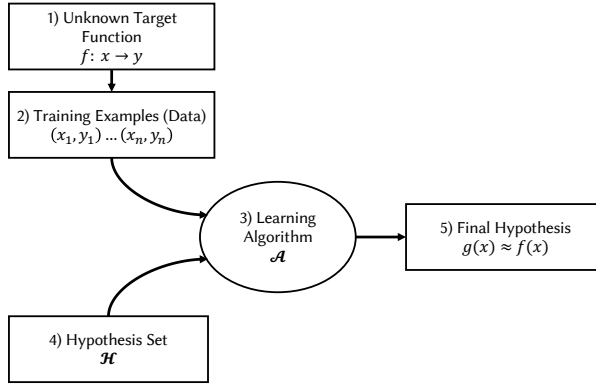 1) Unknown Target
Function
f: x → y
2) Training Examples (Data)
(x₁, y₁) … (xₙ, yₙ)
3) Learning
Algorithm
𝓐
5) Final Hypothesis
g(x) ≈ f(x)
4) Hypothesis Set
𝓗